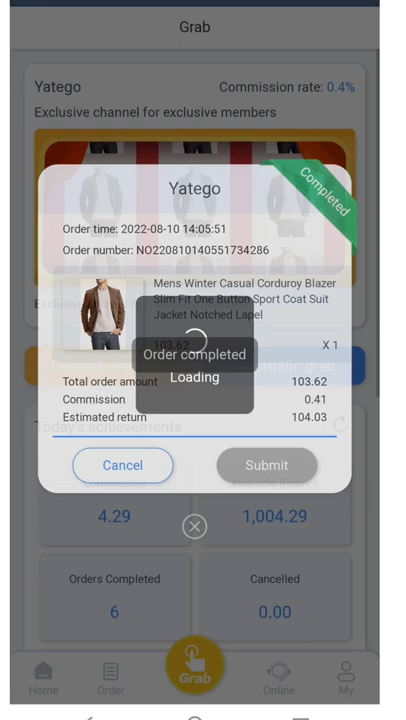 Grab
Yatego
Commission rate: 0.4%
Exclusive channel for exclusive members
Completed
Yatego
Order time: 2022-08-10 14:05:51
Order number: NO220810140551734286
Mens Winter Casual Corduroy Blazer
Slim Fit One Button Sport Coat Suit
Jacket Notched Lapel
103.62
X 1
Order completed
Loading
Total order amount 103.62
Commission 0.41
Estimated return 104.03
Today's achievements
Cancel
Submit
4.29
1,004.29
Orders Completed
Cancelled
6
0.00
Home
Order
Grab
Online
My